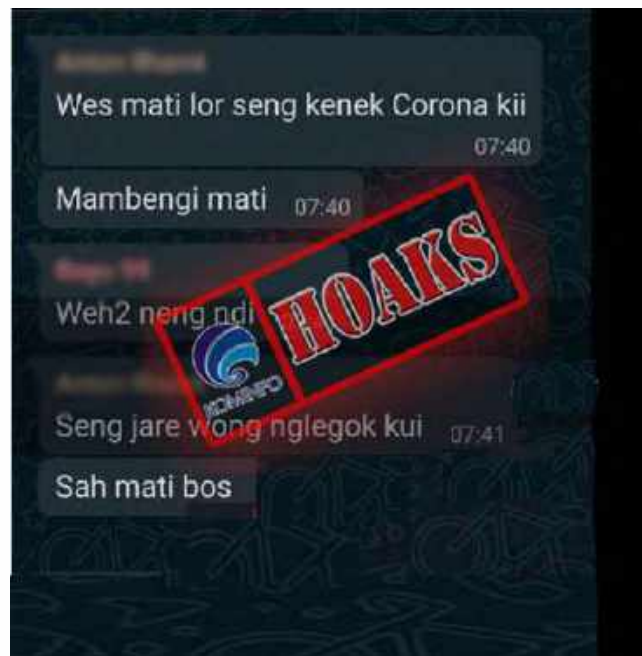 Wes mati lor seng kenek Corona kii
07:40
Mambengi mati 07:40
Weh2 neng ndi
HOAKS
KOMINFO
Seng jare wong nglegok kui 07:41
Sah mati bos